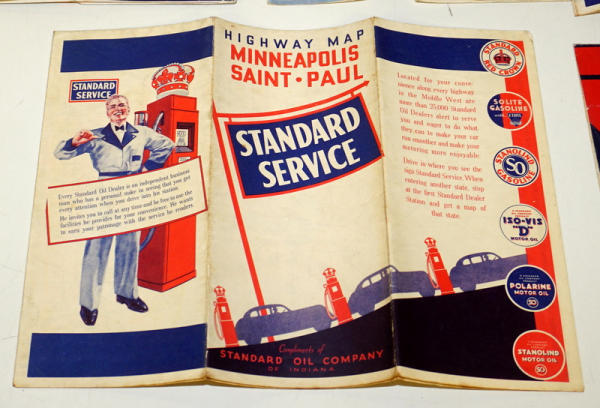 STANDARD
SERVICE
Every Standard Oil Dealer is an independent business
man who has a personal stake in seeing that you get
every attention when you drive into his station.
He invites you to call at any time and be free to use the
facilities he provides for your convenience. He wants
to earn your patronage with the service he renders.
HIGHWAY MAP
MINNEAPOLIS
SAINT • PAUL
STANDARD
SERVICE
Compliments of
STANDARD OIL COMPANY
OF INDIANA
Located for your conve-
nience along every highway
in the Middle West are
more than 25,000 Standard
Oil Dealers alert to serve
you and eager to do what
they can to make your car
run smoother and make your
motoring more enjoyable.
Drive in where you see the
sign Standard Service. When
entering another state, stop
at the first Standard Dealer
Station and get a map of
that state.
STANDARD
RED CROWN
SOLITE
GASOLINE
with ETHYL
STANOLIND
SO
GASOLINE
ISO-VIS
"D"
MOTOR OIL
POLARINE
MOTOR OIL
SO
STANOLIND
MOTOR OIL
SO